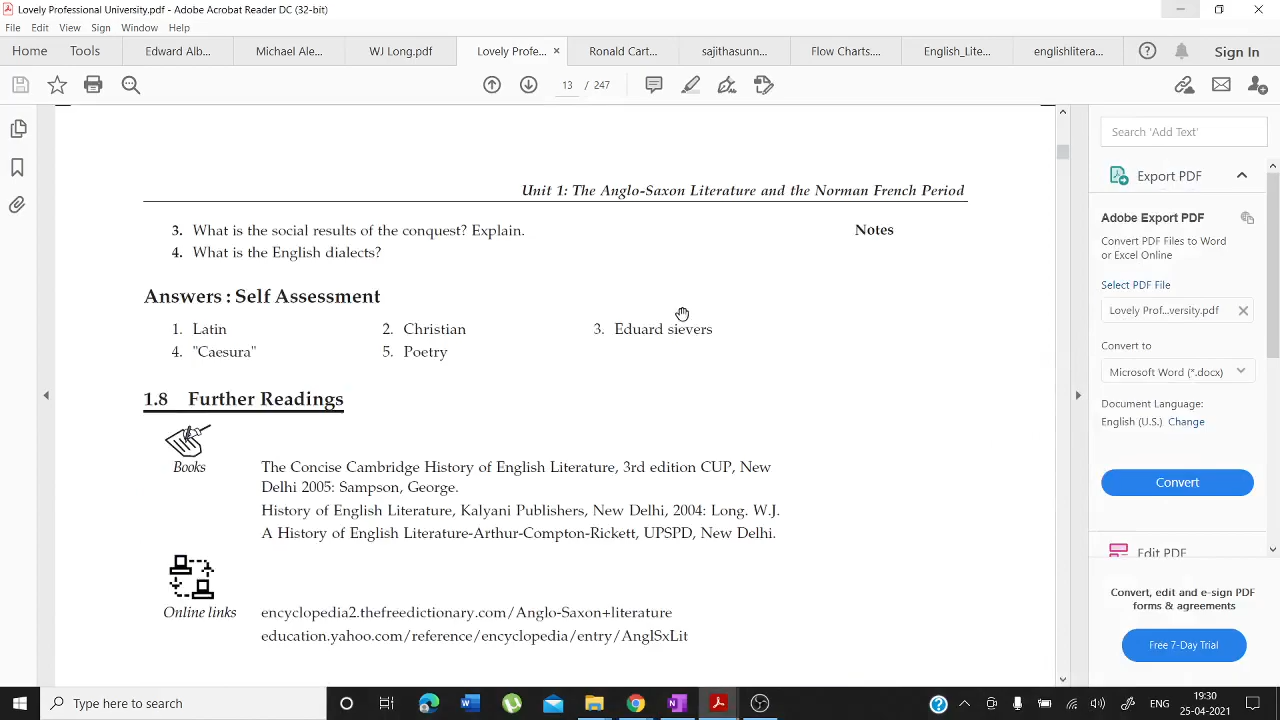 Lovely Professional University.pdf - Adobe Acrobat Reader DC (32-bit)
File Edit View Sign Window Help
Home Tools Edward Alb... Michael Ale... WJ Long.pdf Lovely Profe... × Ronald Cart... sajithasunn... Flow Charts.... English_Lite... englishlitera... Sign In
13 / 247
Unit 1: The Anglo-Saxon Literature and the Norman French Period
3. What is the social results of the conquest? Explain. Notes
4. What is the English dialects?
Answers : Self Assessment
1. Latin 2. Christian 3. Eduard sievers
4. "Caesura" 5. Poetry
1.8 Further Readings
Books
The Concise Cambridge History of English Literature, 3rd edition CUP, New
Delhi 2005: Sampson, George.
History of English Literature, Kalyani Publishers, New Delhi, 2004: Long. W.J.
A History of English Literature-Arthur-Compton-Rickett, UPSPD, New Delhi.
Online links
encyclopedia2.thefreedictionary.com/Anglo-Saxon+literature
education.yahoo.com/reference/encyclopedia/entry/AnglSxLit
Search 'Add Text'
Export PDF
Adobe Export PDF
Convert PDF Files to Word
or Excel Online
Select PDF File
Lovely Prof...versity.pdf
Convert to
Microsoft Word (*.docx)
Document Language:
English (U.S.) Change
Convert
Edit PDF
Convert, edit and e-sign PDF
forms & agreements
Free 7-Day Trial
Type here to search
ENG
19:30
25-04-2021